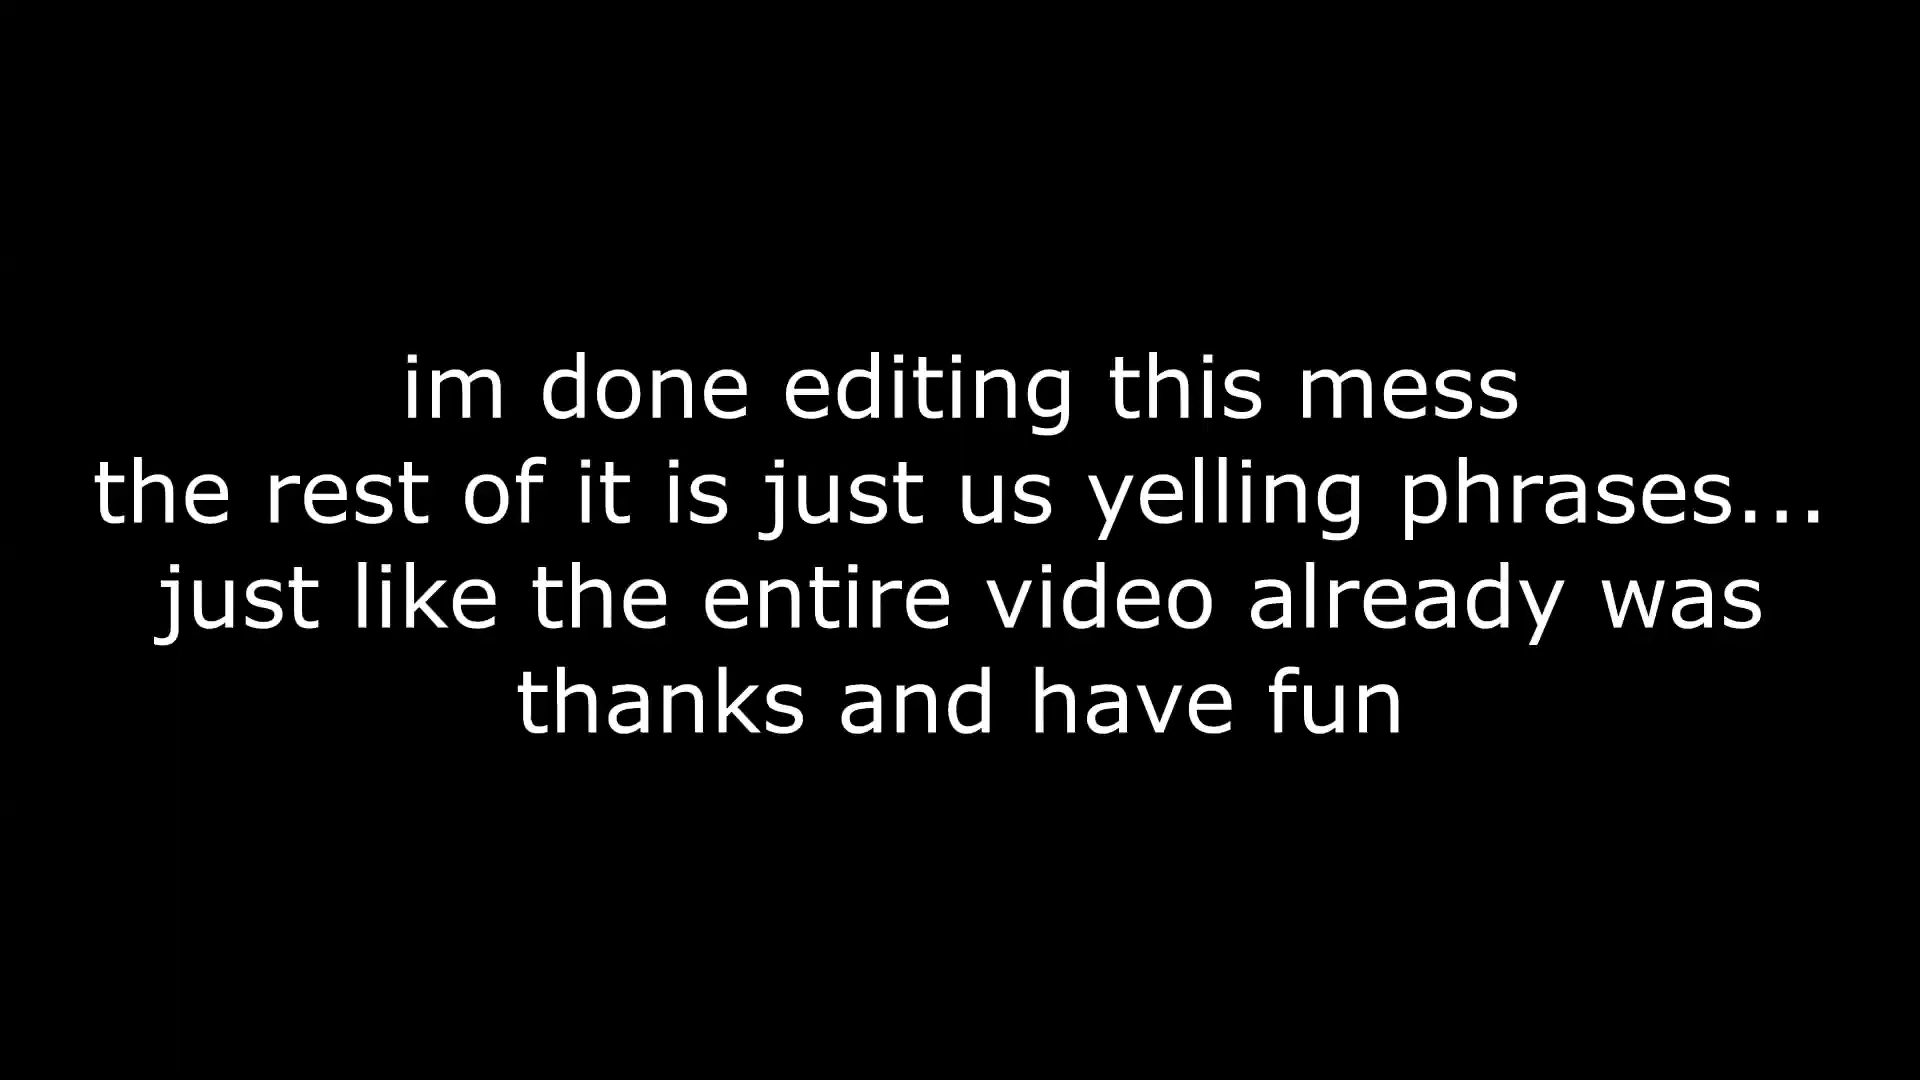 im done editing this mess
the rest of it is just us yelling phrases...
just like the entire video already was
thanks and have fun